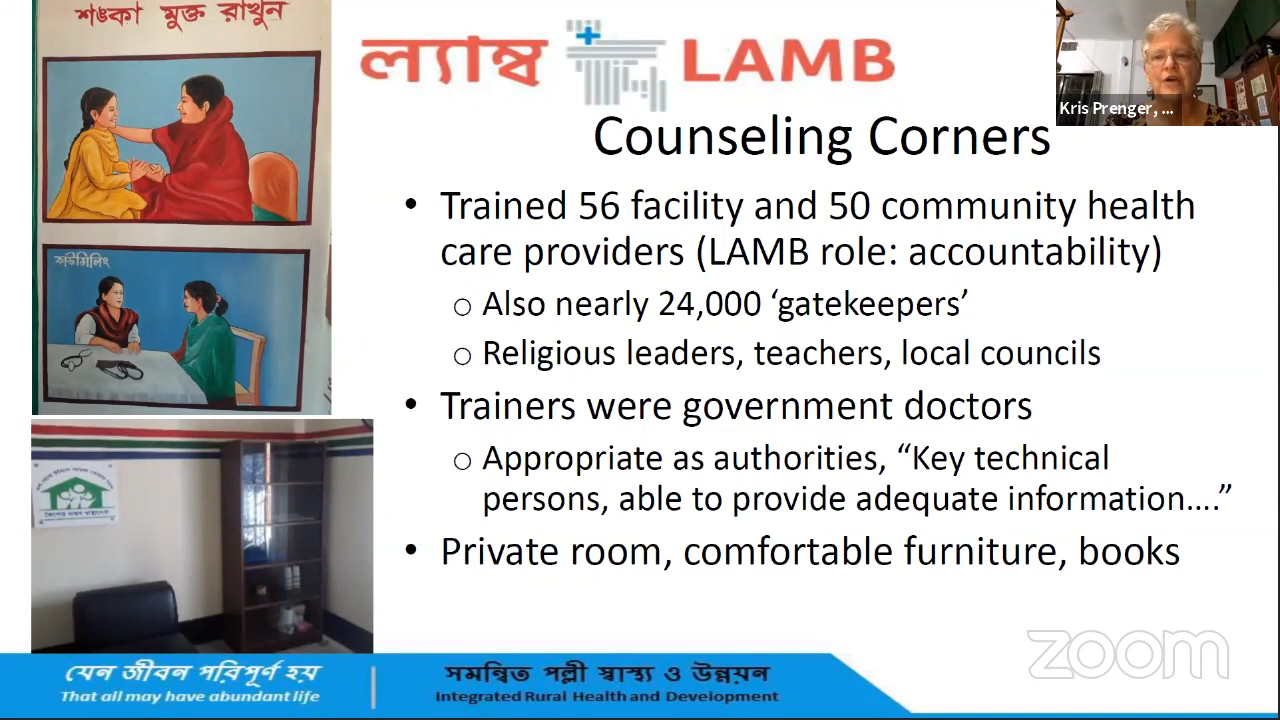 শঙকা মুক্ত রাখুন
কাউন্সিলিং
ল্যাম্ব LAMB
Kris Prenger, ...
Counseling Corners
• Trained 56 facility and 50 community health
care providers (LAMB role: accountability)
o Also nearly 24,000 ‘gatekeepers’
o Religious leaders, teachers, local councils
• Trainers were government doctors
o Appropriate as authorities, “Key technical
persons, able to provide adequate information….”
• Private room, comfortable furniture, books
zoom
যেন জীবন পরিপূর্ণ হয়
That all may have abundant life
সমন্বিত পল্লী স্বাস্থ্য ও উন্নয়ন
Integrated Rural Health and Development